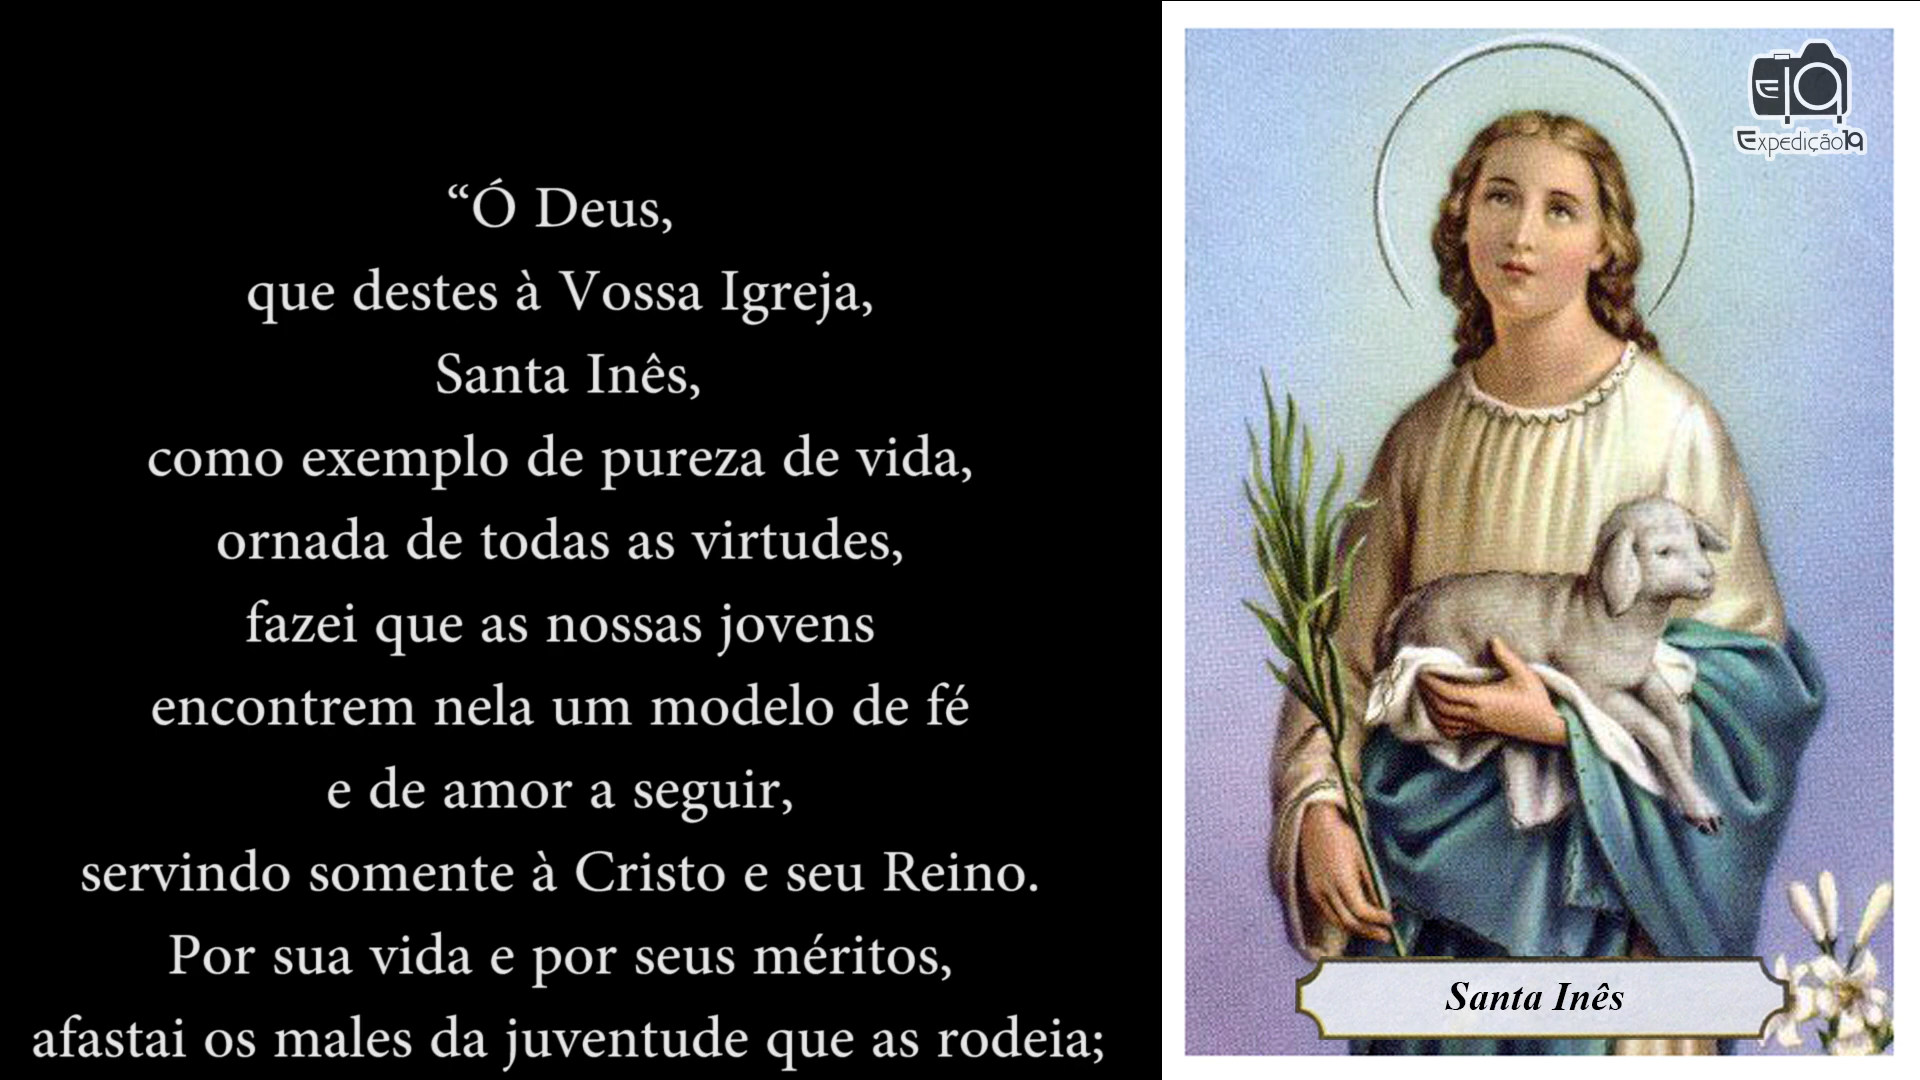 “Ó Deus,
que destes à Vossa Igreja,
Santa Inês,
como exemplo de pureza de vida,
ornada de todas as virtudes,
fazei que as nossas jovens
encontrem nela um modelo de fé
e de amor a seguir,
servindo somente à Cristo e seu Reino.
Por sua vida e por seus méritos,
afastai os males da juventude que as rodeia;
E19
Expedição19
Santa Inês